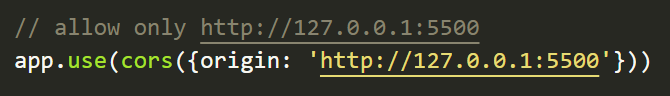 // allow only http://127.0.0.1:5500
app.use(cors({origin: 'http://127.0.0.1:5500'}))